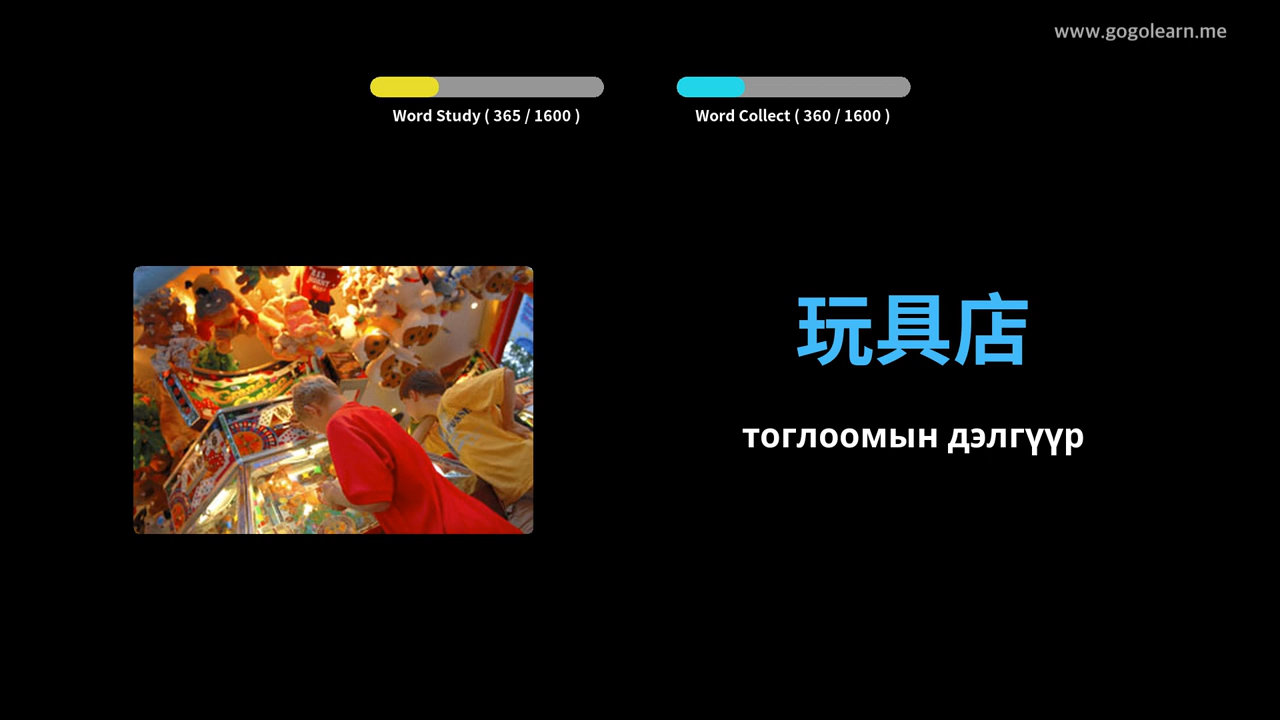 www.gogolearn.me
Word Study ( 365 / 1600 )
Word Collect ( 360 / 1600 )
玩具店
тоглоомын дэлгүүр